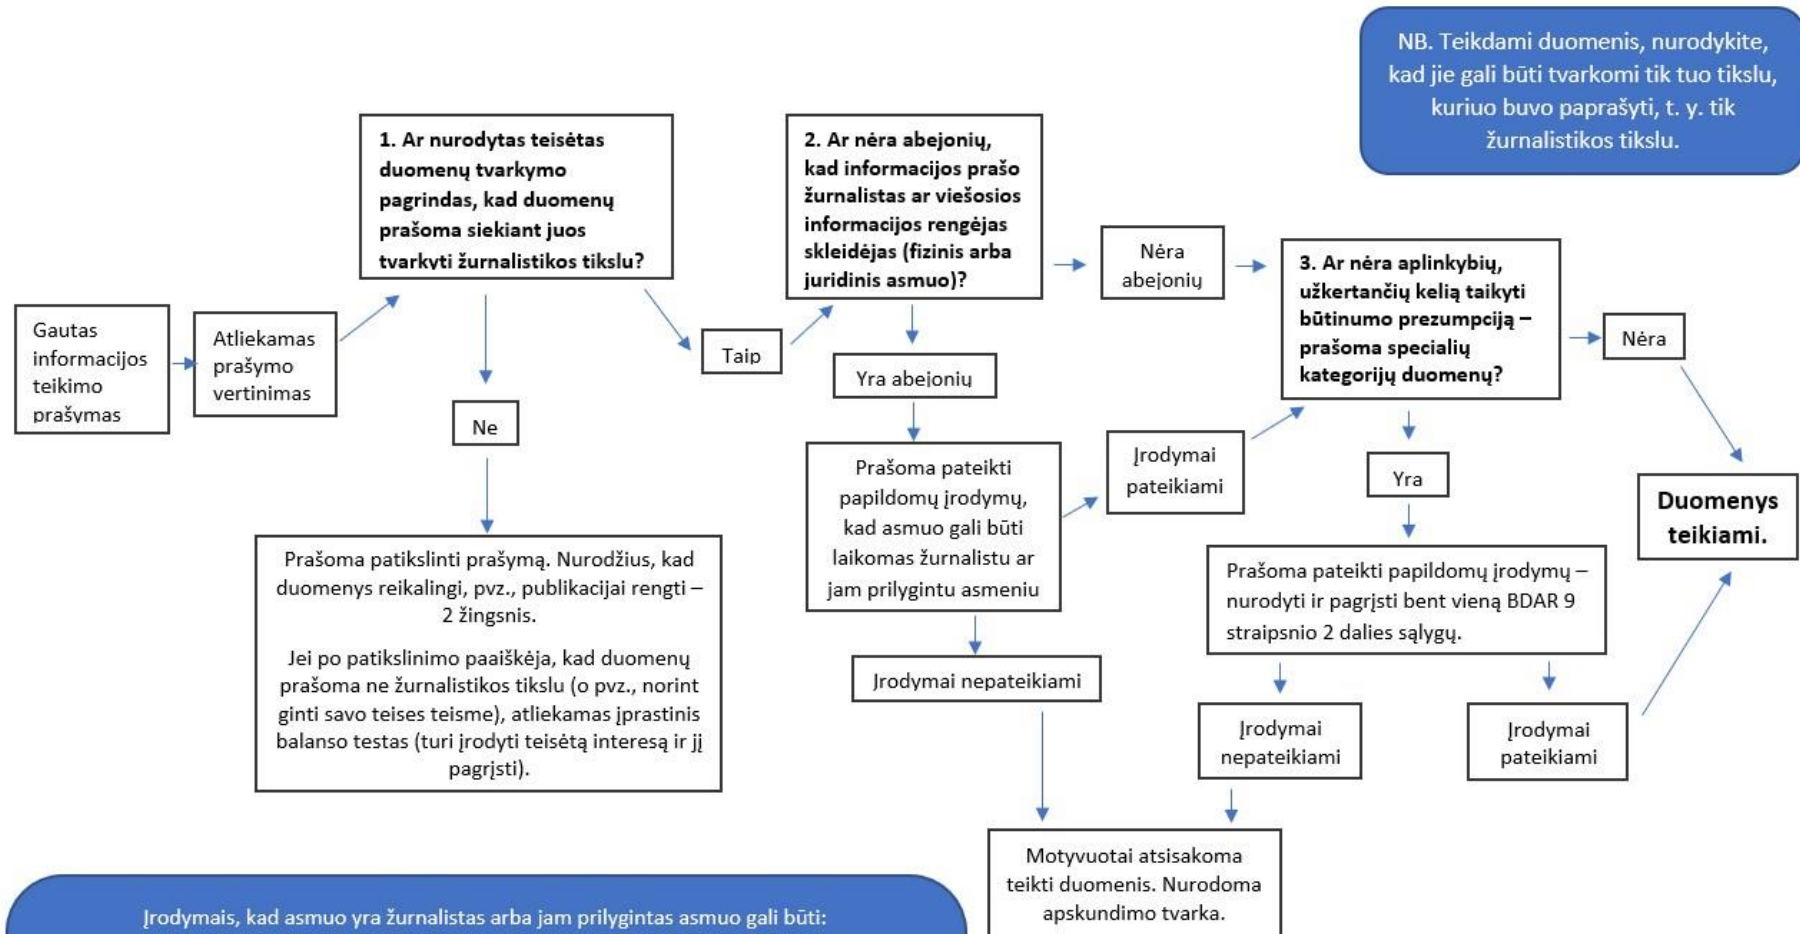 NB. Teikdami duomenis, nurodykite,
kad jie gali būti tvarkomi tik tuo tikslu,
kuriuo buvo paprašyti, t. y. tik
žurnalistikos tikslu.
1. Ar nurodytas teisėtas
duomenų tvarkymo
pagrindas, kad duomenų
prašoma siekiant juos
tvarkyti žurnalistikos tikslu?
2. Ar nėra abejonių,
kad informacijos prašo
žurnalistas ar viešosios
informacijos rengėjas
skleidėjas (fizinis arba
juridinis asmuo)?
Nėra
abejonių
3. Ar nėra aplinkybių,
užkertančių kelią taikyti
būtinumo prezumpciją –
prašoma specialių
kategorijų duomenų?
Nėra
Gautas
informacijos
teikimo
prašymas
Atliekamas
prašymo
vertinimas
Taip
Yra abejonių
Ne
Prašoma pateikti
papildomų įrodymų,
kad asmuo gali būti
laikomas žurnalistu ar
jam prilygintu asmeniu
Įrodymai
pateikiami
Yra
Duomenys
teikiami.
Prašoma patikslinti prašymą. Nurodžius, kad
duomenys reikalingi, pvz., publikacijai rengti –
2 žingsnis.
Jei po patikslinimo paaiškėja, kad duomenų
prašoma ne žurnalistikos tikslu (o pvz., norint
ginti savo teises teisme), atliekamas įprastinis
balanso testas (turi įrodyti teisėtą interesą ir jį
pagrįsti).
Prašoma pateikti papildomų įrodymų –
nurodyti ir pagrįsti bent vieną BDAR 9
straipsnio 2 dalies sąlygų.
Įrodymai nepateikiami
Įrodymai
nepateikiami
Įrodymai
pateikiami
Motyvuotai atsisakoma
teikti duomenis. Nurodoma
apskundimo tvarka.
Įrodymais, kad asmuo yra žurnalistas arba jam prilygintas asmuo gali būti: